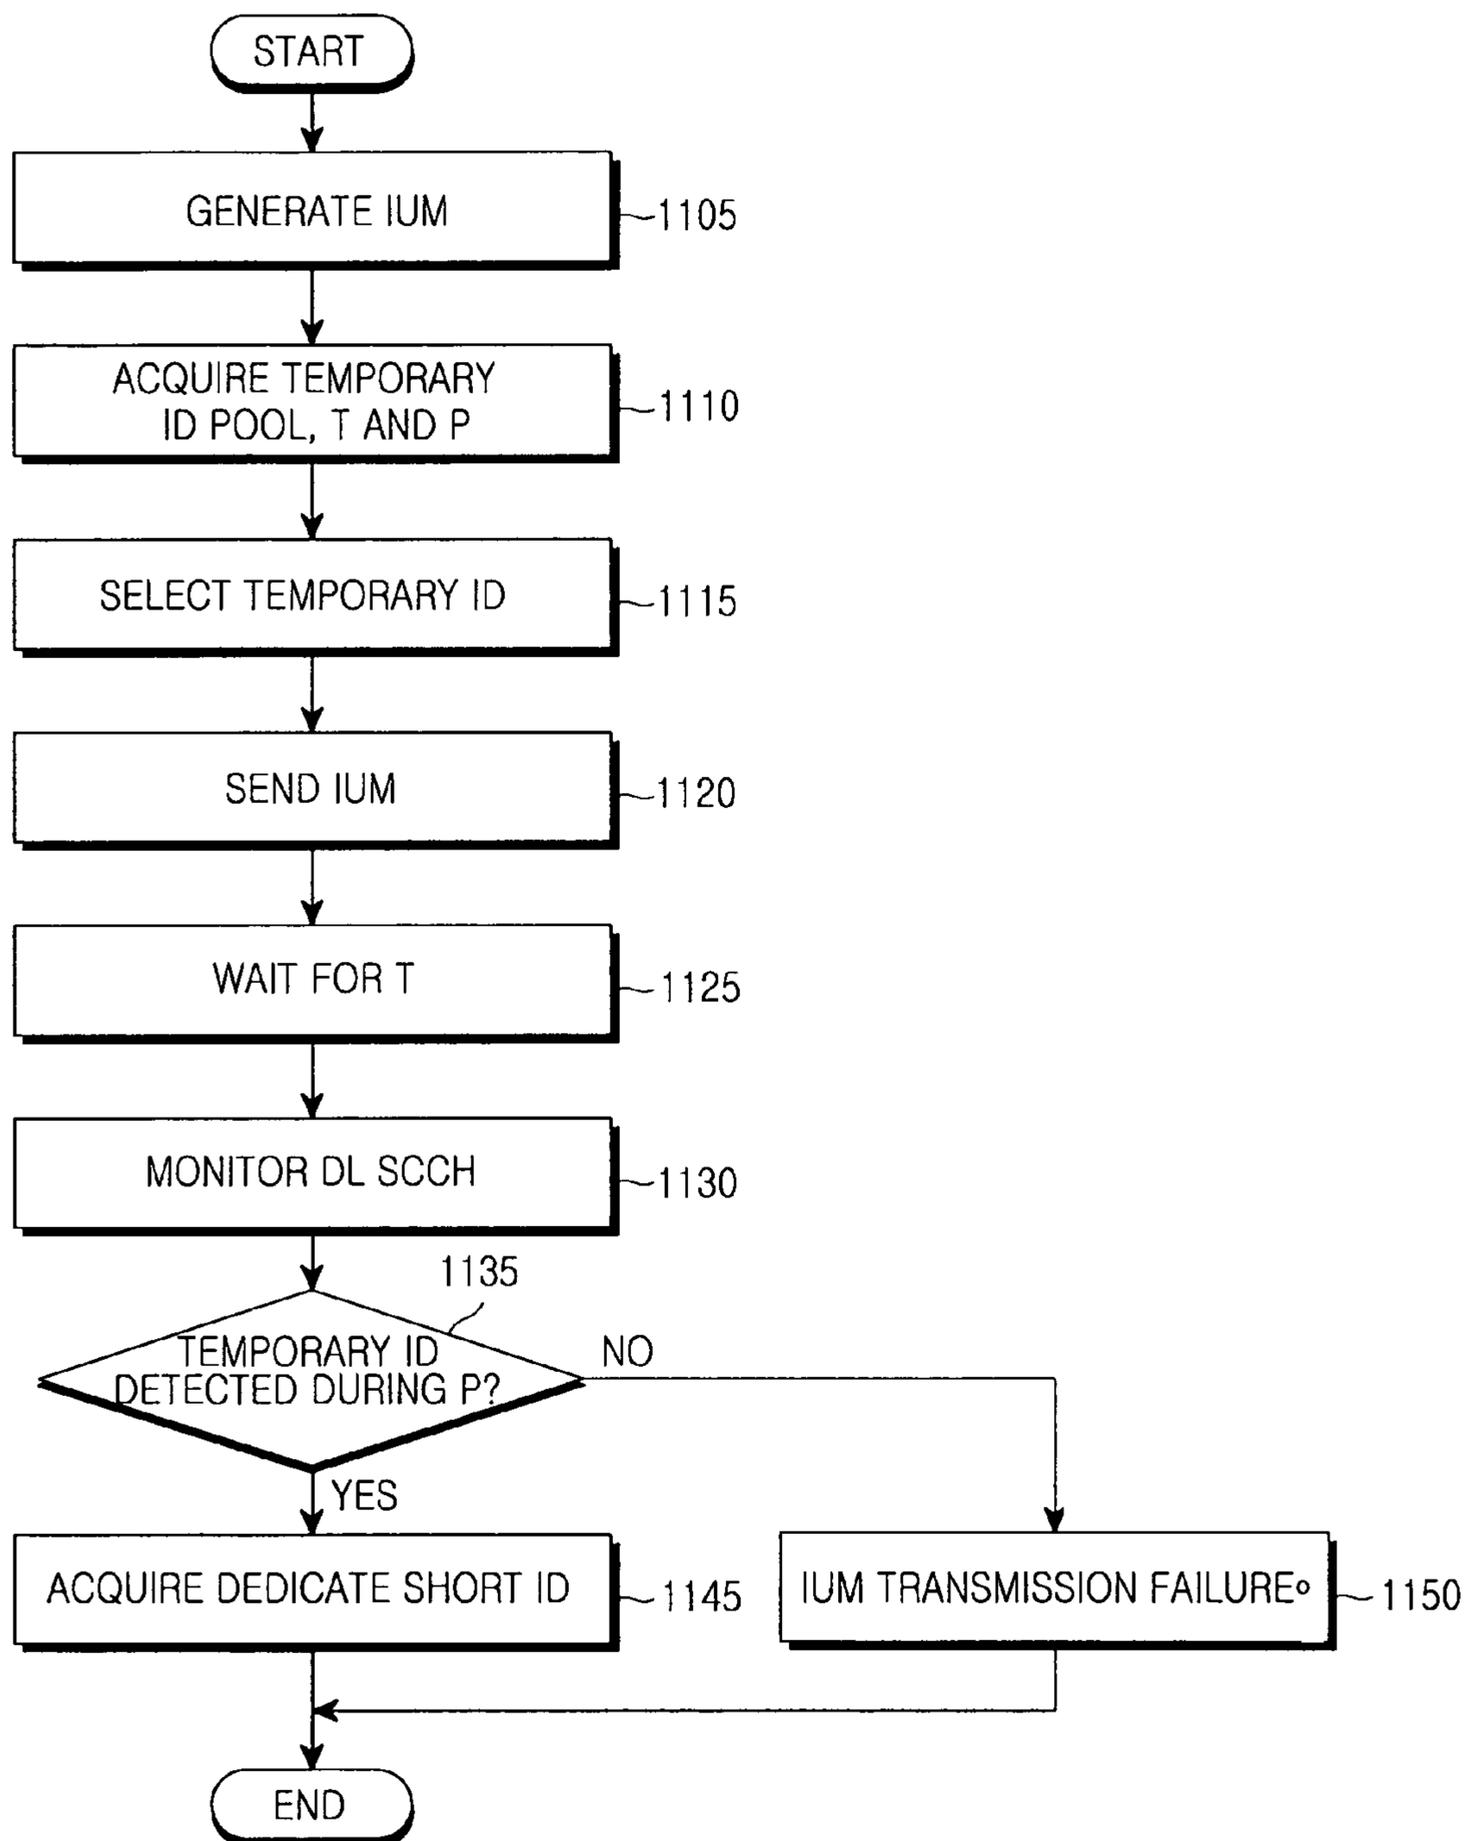 START
GENERATE IUM
1105
ACQUIRE TEMPORARY
ID POOL, T AND P
1110
SELECT TEMPORARY ID
1115
SEND IUM
1120
WAIT FOR T
1125
MONITOR DL SCCH
1130
1135
TEMPORARY ID
DETECTED DURING P?
NO
YES
ACQUIRE DEDICATE SHORT ID
1145
IUM TRANSMISSION FAILURE
1150
END